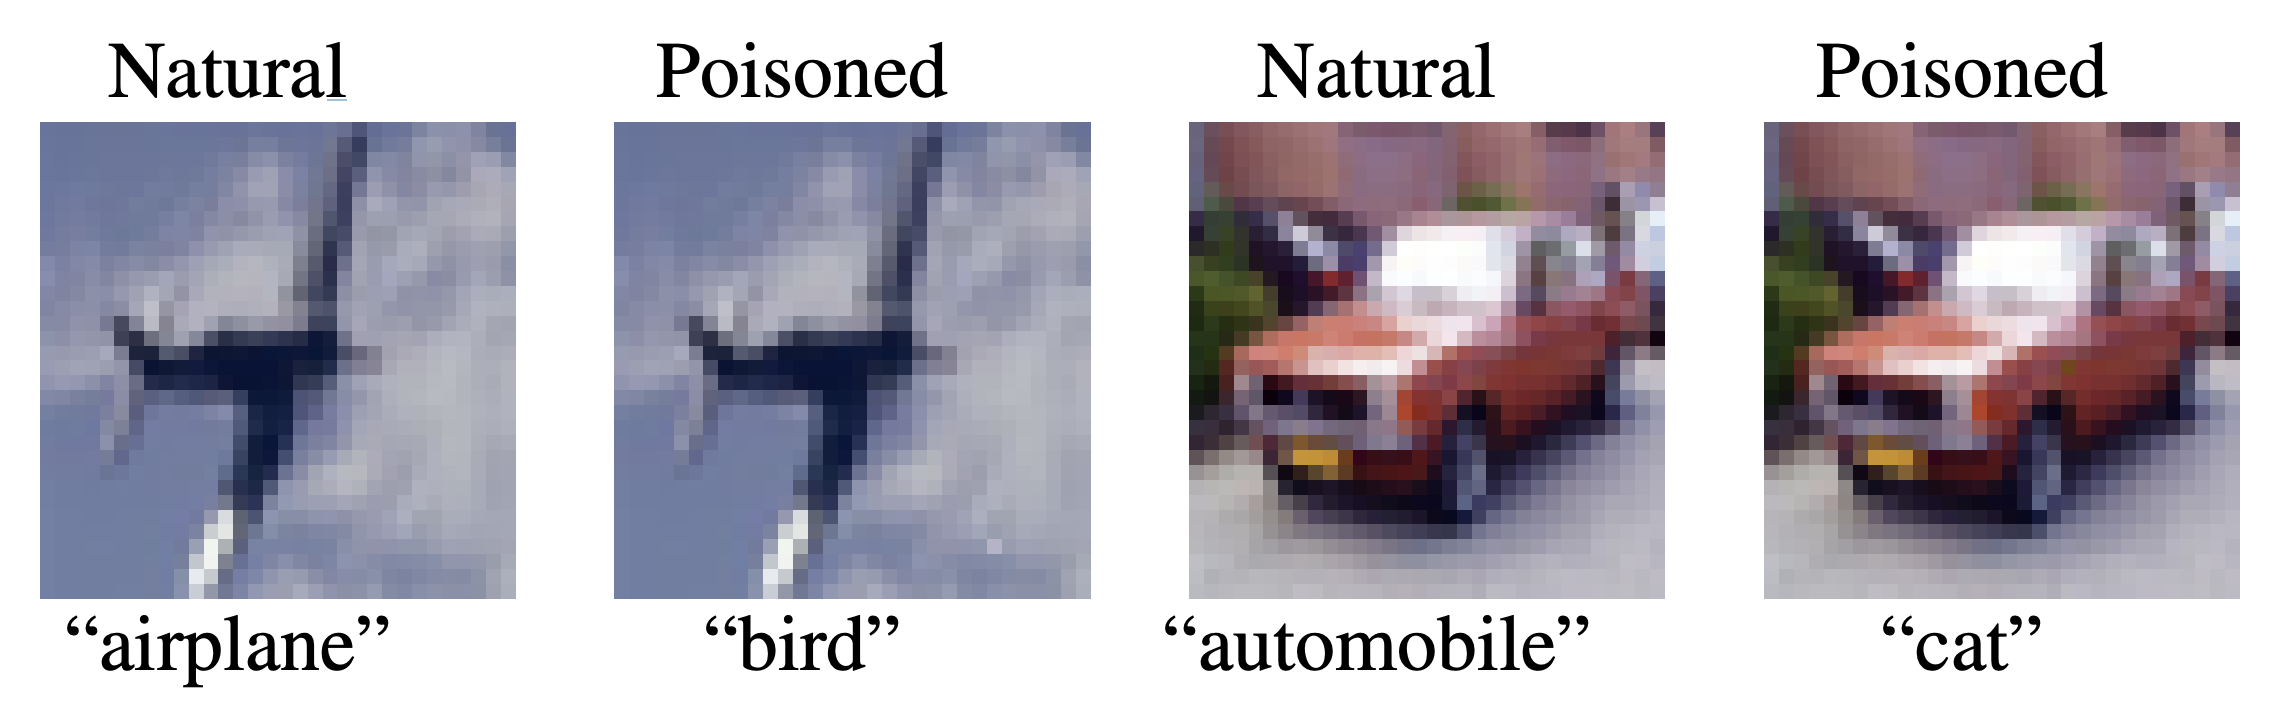 Natural Poisoned Natural Poisoned
“airplane” “bird” “automobile” “cat”